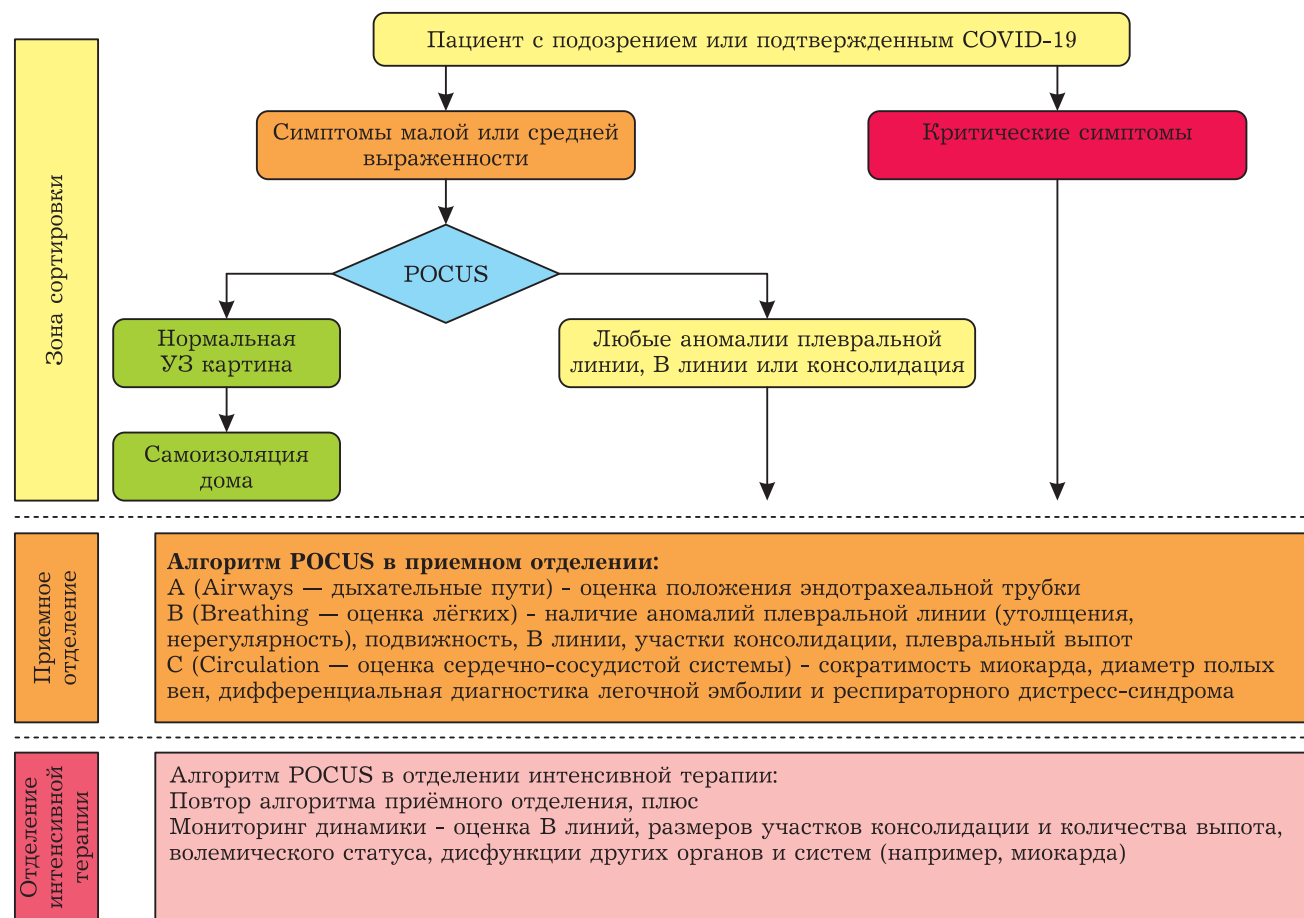 Пациент с подозрением или подтвержденным COVID-19
Симптомы малой или средней
выраженности
Критические симптомы
Зона сортировки
POCUS
Нормальная
УЗ картина
Любые аномалии плевральной
линии, В линии или консолидация
Самоизоляция
дома
Приемное
отделение
Алгоритм POCUS в приемном отделении:
A (Airways — дыхательные пути) - оценка положения эндотрахеальной трубки
B (Breathing — оценка лёгких) - наличие аномалий плевральной линии (утолщения,
нерегулярность), подвижность, В линии, участки консолидации, плевральный выпот
C (Circulation — оценка сердечно-сосудистой системы) - сократимость миокарда, диаметр полых
вен, дифференциальная диагностика легочной эмболии и респираторного дистресс-синдрома
Отделение
интенсивной
терапии
Алгоритм POCUS в отделении интенсивной терапии:
Повтор алгоритма приёмного отделения, плюс
Мониторинг динамики - оценка В линий, размеров участков консолидации и количества выпота,
волемического статуса, дисфункции других органов и систем (например, миокарда)